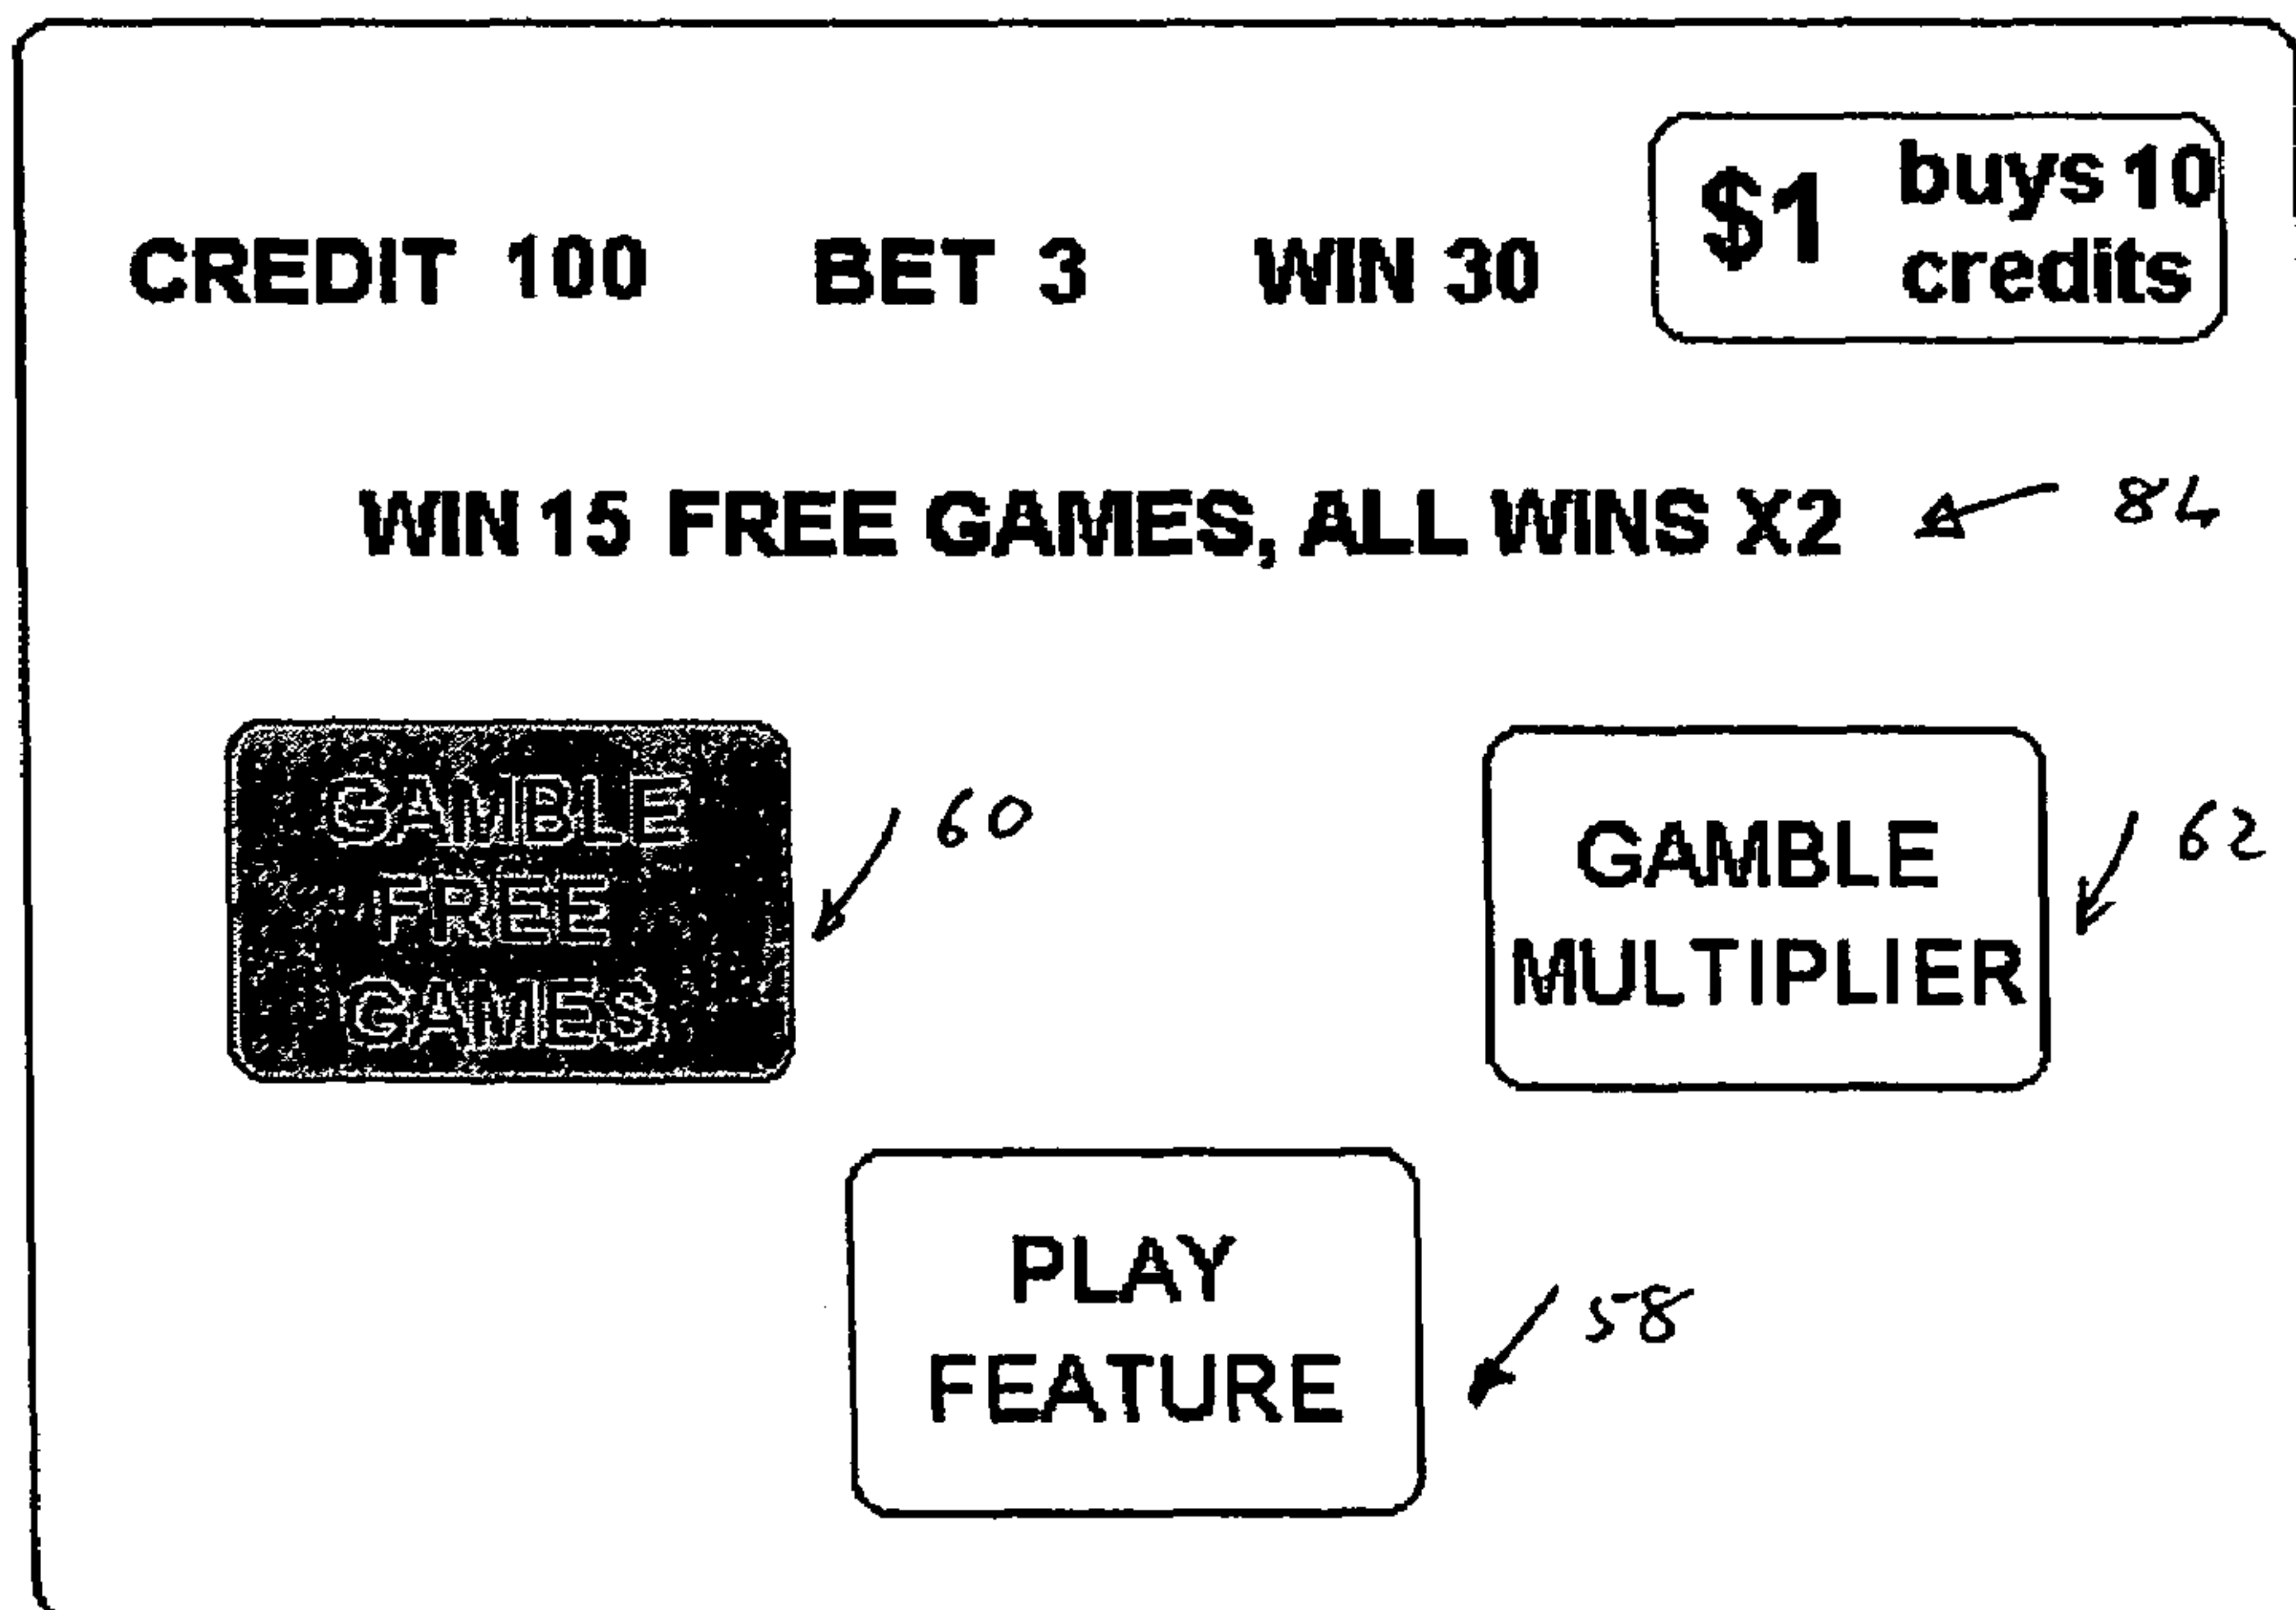 $1 buys 10
credits
CREDIT 100 BET 3 WIN 30
WIN 15 FREE GAMES, ALL WINS X2 84
GAMBLE
FREE
GAMES
60
GAMBLE
MULTIPLIER
62
PLAY
FEATURE
58